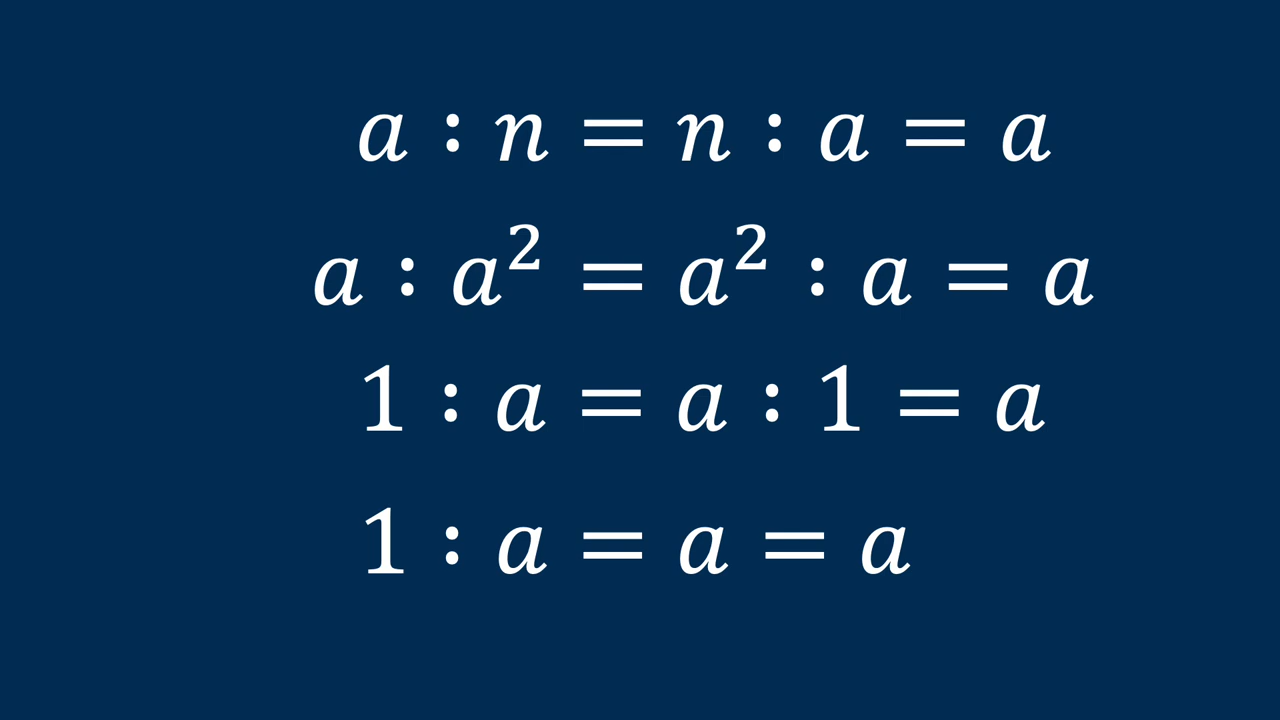 a : n = n : a = a
a : a² = a² : a = a
1 : a = a : 1 = a
1 : a = a = a